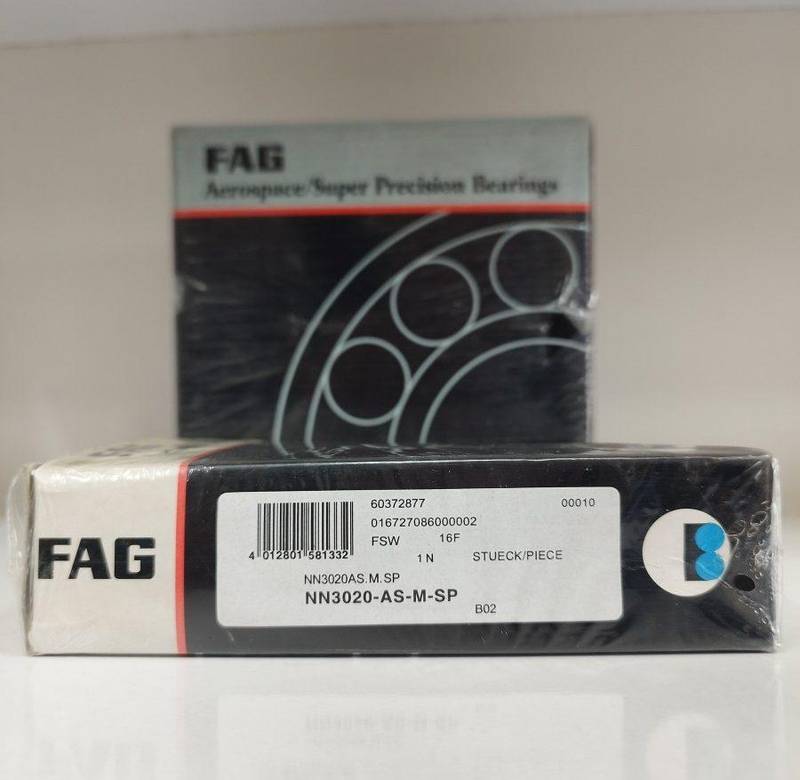 FAG
Aerospace/Super Precision Bearings
FAG
60372877
00010
016727086000002
FSW 16F
4 012801 581332
1 N STUECK/PIECE
NN3020AS.M.SP
NN3020-AS-M-SP
B02